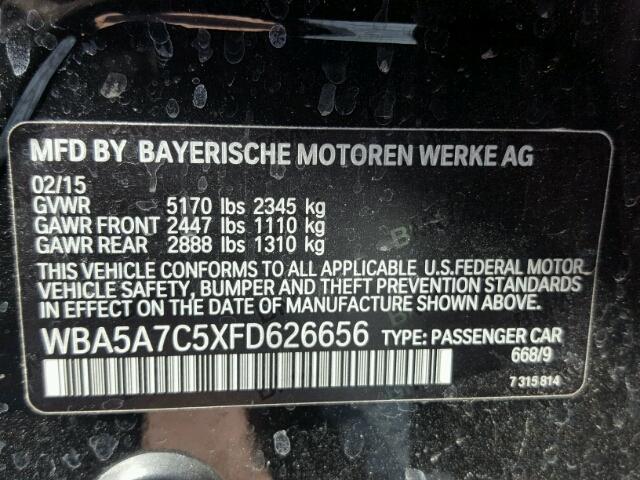 MFD BY BAYERISCHE MOTOREN WERKE AG
02/15
GVWR 5170 lbs 2345 kg
GAWR FRONT 2447 lbs 1110 kg
GAWR REAR 2888 lbs 1310 kg
THIS VEHICLE CONFORMS TO ALL APPLICABLE U.S.FEDERAL MOTOR
VEHICLE SAFETY, BUMPER AND THEFT PREVENTION STANDARDS
IN EFFECT ON THE DATE OF MANUFACTURE SHOWN ABOVE.
WBA5A7C5XFD626656 TYPE: PASSENGER CAR
668/9
7 315 814